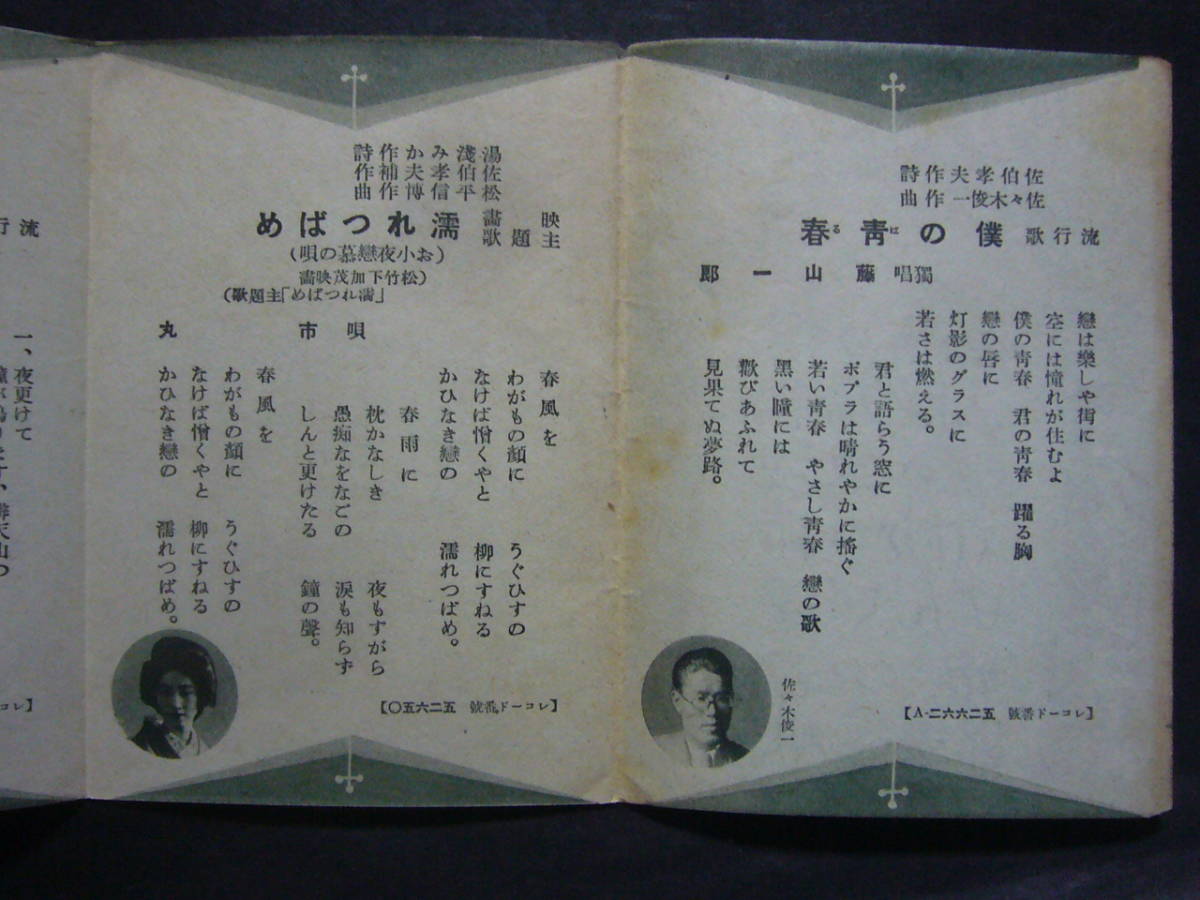 佐伯孝夫作詩
佐々木俊一作曲
流行歌 僕の青春
はる
獨唱 藤山一郎
戀は樂しや街に
空には憧れが住むよ
僕の青春 君の青春 躍る胸
戀の唇に
灯影のグラスに
若さは燃える。
君と語らう窓に
ポプラは晴れやかに搖ぐ
若い青春 やさし青春 戀の歌
黑い瞳には
歡びあふれて
見果てぬ夢路。
佐々木俊一
【レコード番號 五二六六二-A】
湯淺みか作詩
佐伯孝夫補作
松平信博作曲
映畫主題歌 濡れつばめ
(お小夜戀慕の唄)
(松竹下加茂映畫
「濡れつばめ」主題歌)
唄 市丸
春風を
わがもの顔に うぐひすの
なけば憎くやと 柳にすねる
かひなき戀の 濡れつばめ。
春雨に
枕かなしき 夜もすがら
愚痴なをなごの 涙も知らず
しんと更けたる 鐘の聲。
春風を
わがもの顔に うぐひすの
なけば憎くやと 柳にすねる
かひなき戀の 濡れつばめ。
【レコード番號 五二六五〇】
流行
一、夜更けて